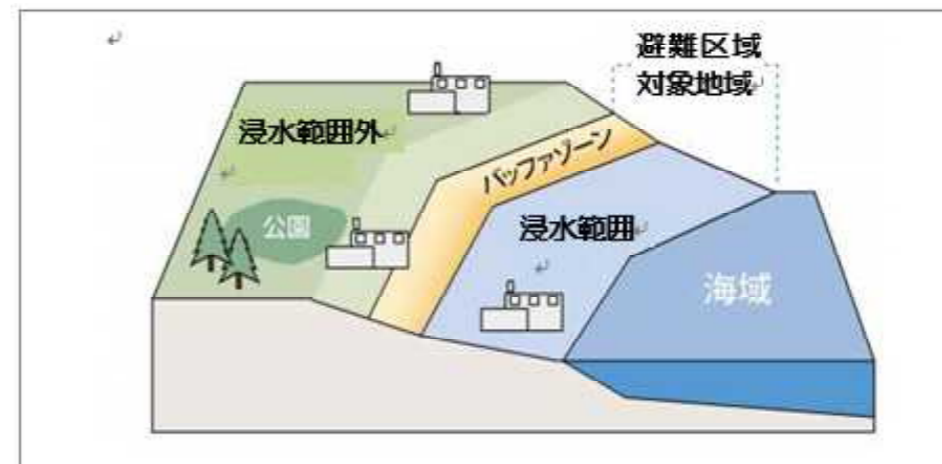 避難区域
対象地域
浸水範囲外
バッファゾーン
公園
浸水範囲
海域